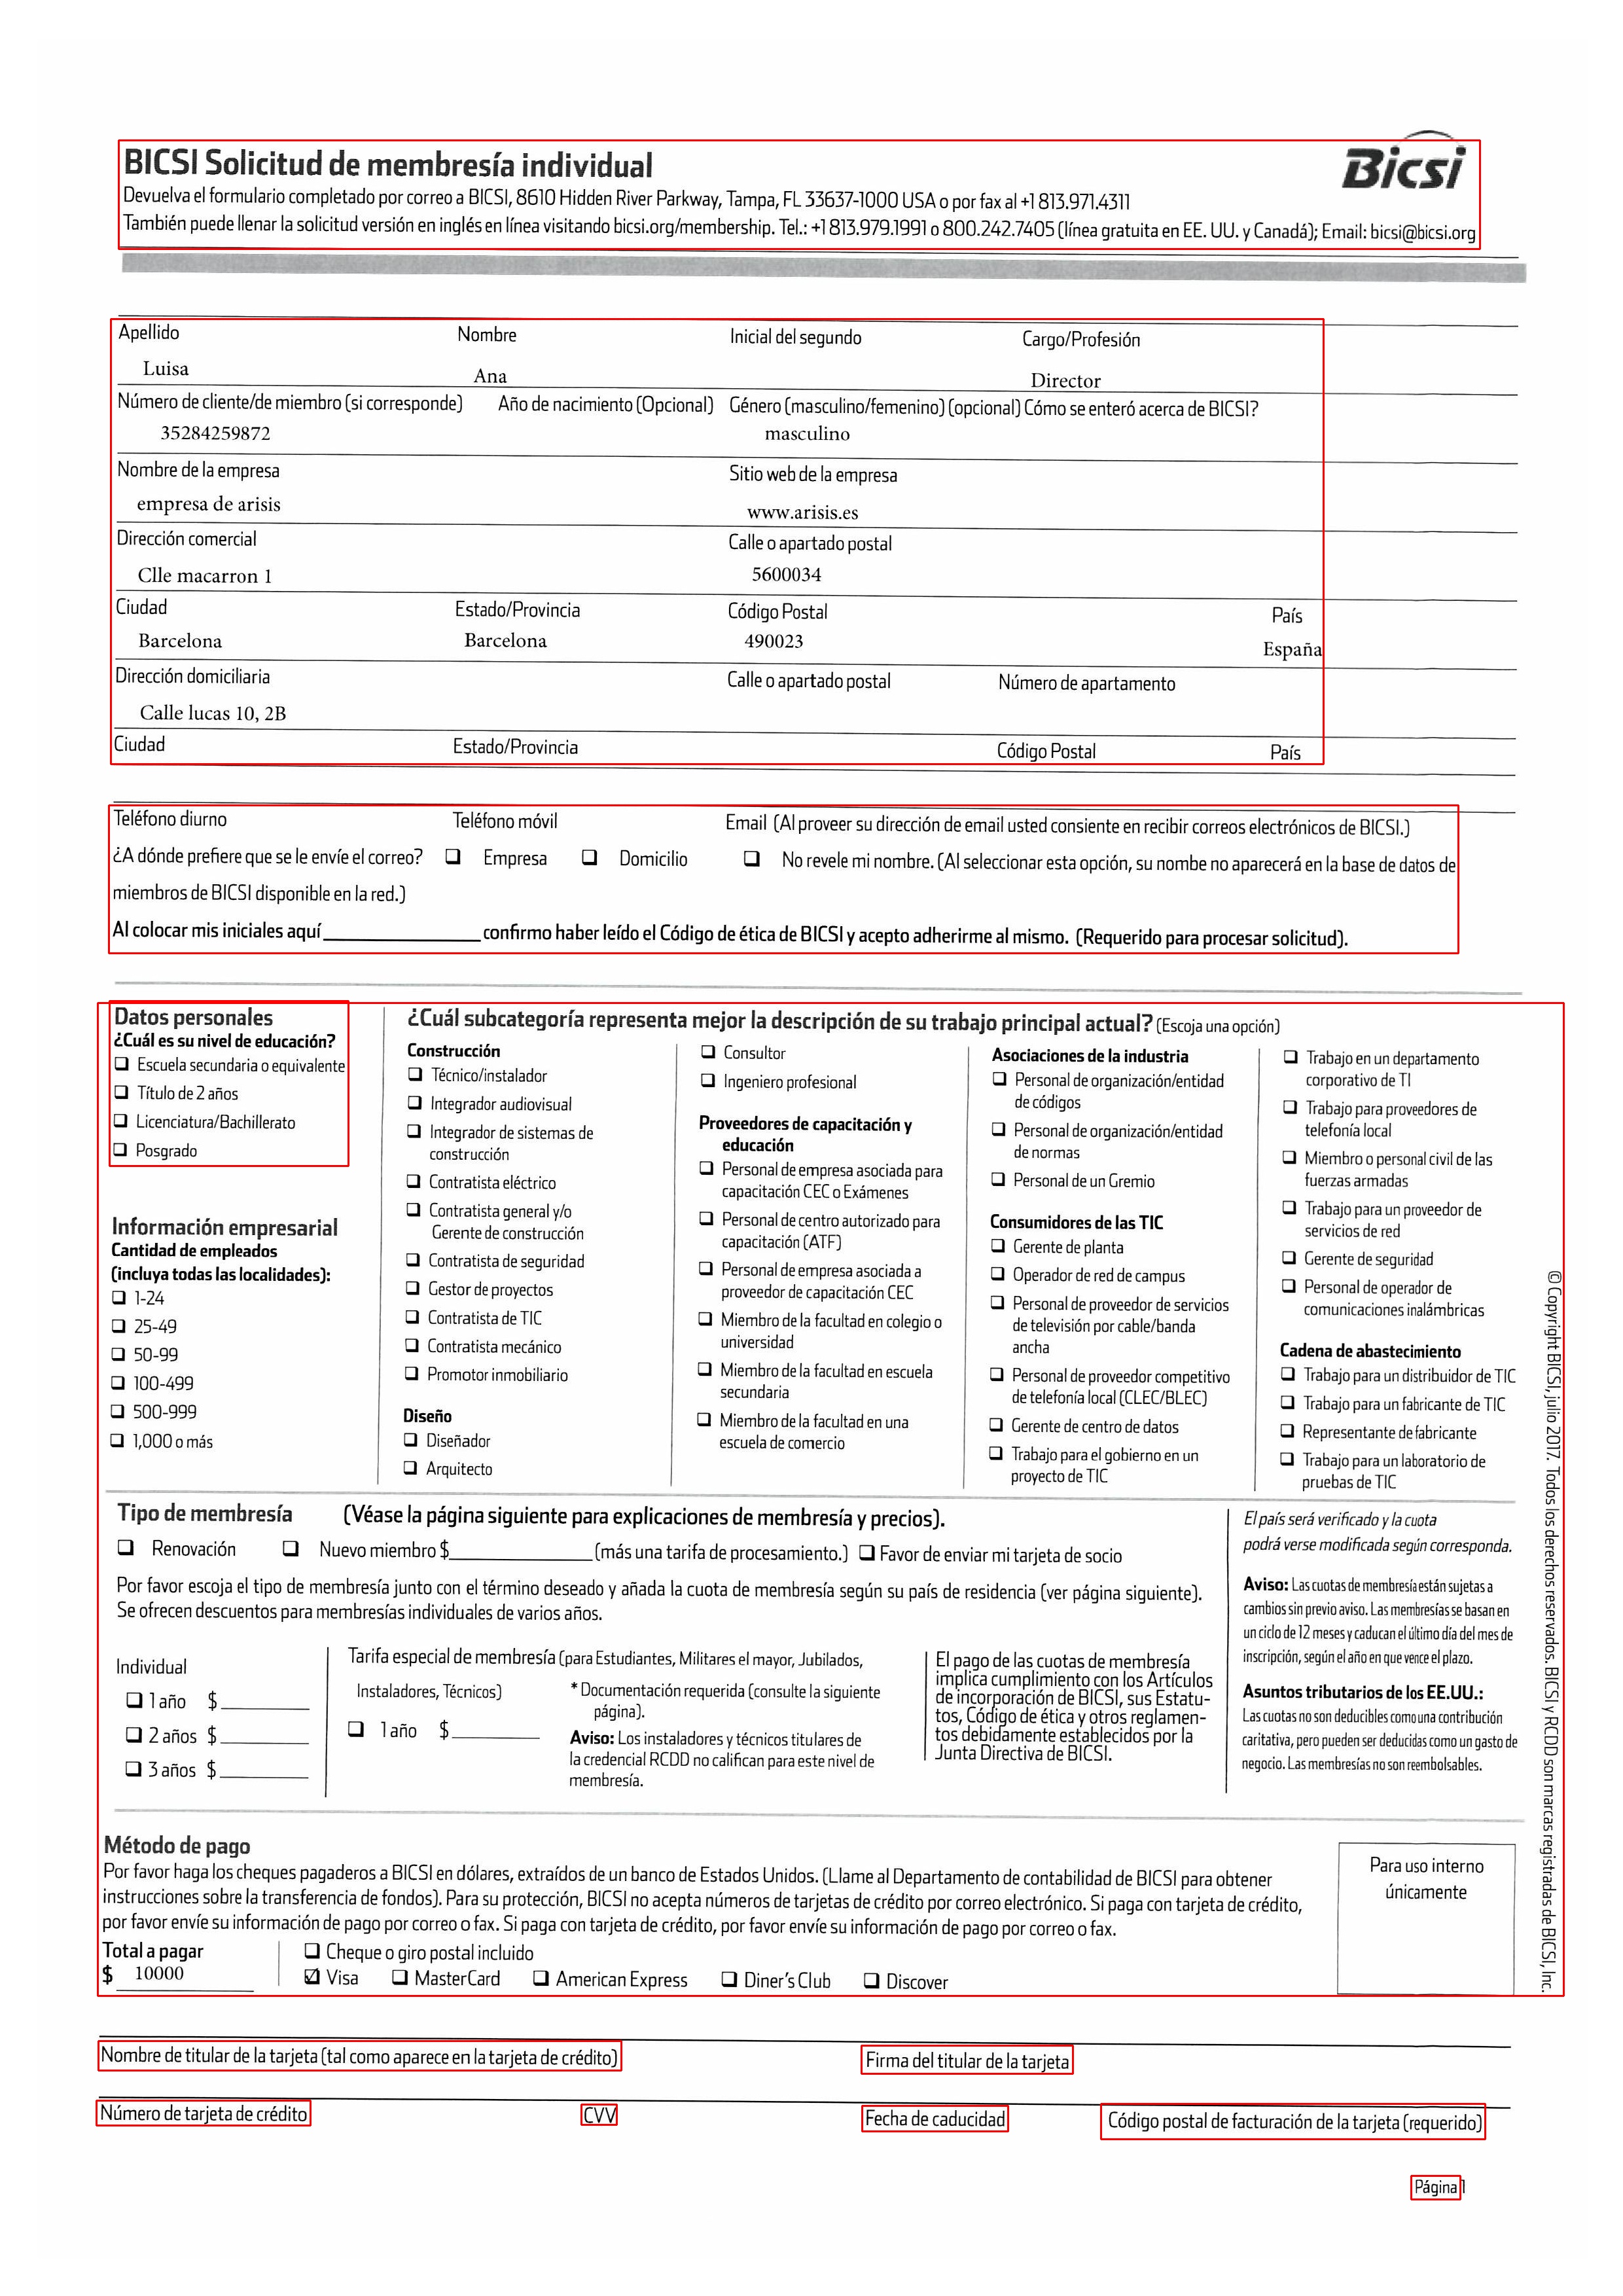 BICSI Solicitud de membresía individual
Bicsi
Devuelva el formulario completado por correo a BICSI, 8610 Hidden River Parkway, Tampa, FL 33637-1000 USA o por fax al +1 813.971.4311
También puede llenar la solicitud versión en inglés en línea visitando bicsi.org/membership. Tel.: +1 813.979.1991 o 800.242.7405 (línea gratuita en EE. UU. y Canadá); Email: bicsi@bicsi.org
Apellido Nombre Inicial del segundo Cargo/Profesión
Luisa Ana Director
Número de cliente/de miembro (si corresponde) Año de nacimiento (Opcional) Género (masculino/femenino) (opcional) Cómo se enteró acerca de BICSI?
35284259872 masculino
Nombre de la empresa Sitio web de la empresa
empresa de arisis www.arisis.es
Dirección comercial Calle o apartado postal
Clle macarron 1 5600034
Ciudad Estado/Provincia Código Postal País
Barcelona Barcelona 490023 España
Dirección domiciliaria Calle o apartado postal Número de apartamento
Calle lucas 10, 2B
Ciudad Estado/Provincia Código Postal País
Teléfono diurno Teléfono móvil Email (Al proveer su dirección de email usted consiente en recibir correos electrónicos de BICSI.)
¿A dónde prefiere que se le envíe el correo? ❑ Empresa ❑ Domicilio ❑ No revele mi nombre. (Al seleccionar esta opción, su nombe no aparecerá en la base de datos de
miembros de BICSI disponible en la red.)
Al colocar mis iniciales aquí ______________ confirmo haber leído el Código de ética de BICSI y acepto adherirme al mismo. (Requerido para procesar solicitud).
Datos personales
¿Cuál es su nivel de educación?
❑ Escuela secundaria o equivalente
❑ Título de 2 años
❑ Licenciatura/Bachillerato
❑ Posgrado
Información empresarial
Cantidad de empleados
(incluya todas las localidades):
❑ 1-24
❑ 25-49
❑ 50-99
❑ 100-499
❑ 500-999
❑ 1,000 o más
¿Cuál subcategoría representa mejor la descripción de su trabajo principal actual? (Escoja una opción)
Construcción
❑ Técnico/instalador
❑ Integrador audiovisual
❑ Integrador de sistemas de
construcción
❑ Contratista eléctrico
❑ Contratista general y/o
Gerente de construcción
❑ Contratista de seguridad
❑ Gestor de proyectos
❑ Contratista de TIC
❑ Contratista mecánico
❑ Promotor inmobiliario
Diseño
❑ Diseñador
❑ Arquitecto
❑ Consultor
❑ Ingeniero profesional
Proveedores de capacitación y
educación
❑ Personal de empresa asociada para
capacitación CEC o Exámenes
❑ Personal de centro autorizado para
capacitación (ATF)
❑ Personal de empresa asociada a
proveedor de capacitación CEC
❑ Miembro de la facultad en colegio o
universidad
❑ Miembro de la facultad en escuela
secundaria
❑ Miembro de la facultad en una
escuela de comercio
Asociaciones de la industria
❑ Personal de organización/entidad
de códigos
❑ Personal de organización/entidad
de normas
❑ Personal de un Gremio
Consumidores de las TIC
❑ Gerente de planta
❑ Operador de red de campus
❑ Personal de proveedor de servicios
de televisión por cable/banda
ancha
❑ Personal de proveedor competitivo
de telefonía local (CLEC/BLEC)
❑ Gerente de centro de datos
❑ Trabajo para el gobierno en un
proyecto de TIC
❑ Trabajo en un departamento
corporativo de TI
❑ Trabajo para proveedores de
telefonía local
❑ Miembro o personal civil de las
fuerzas armadas
❑ Trabajo para un proveedor de
servicios de red
❑ Gerente de seguridad
❑ Personal de operador de
comunicaciones inalámbricas
Cadena de abastecimiento
❑ Trabajo para un distribuidor de TIC
❑ Trabajo para un fabricante de TIC
❑ Representante de fabricante
❑ Trabajo para un laboratorio de
pruebas de TIC
Tipo de membresía (Véase la página siguiente para explicaciones de membresía y precios).
❑ Renovación ❑ Nuevo miembro $______________ (más una tarifa de procesamiento.) ❑ Favor de enviar mi tarjeta de socio
Por favor escoja el tipo de membresía junto con el término deseado y añada la cuota de membresía según su país de residencia (ver página siguiente).
Se ofrecen descuentos para membresías individuales de varios años.
Individual
❑ 1 año $________
❑ 2 años $________
❑ 3 años $________
Tarifa especial de membresía (para Estudiantes, Militares el mayor, Jubilados,
Instaladores, Técnicos)
❑ 1 año $________
* Documentación requerida (consulte la siguiente
página).
Aviso: Los instaladores y técnicos titulares de
la credencial RCDD no califican para este nivel de
membresía.
El pago de las cuotas de membresía
implica cumplimiento con los Artículos
de incorporación de BICSI, sus Estatu-
tos, Código de ética y otros reglamen-
tos debidamente establecidos por la
Junta Directiva de BICSI.
El país será verificado y la cuota
podrá verse modificada según corresponda.
Aviso: Las cuotas de membresía están sujetas a
cambios sin previo aviso. Las membresías se basan en
un ciclo de 12 meses y caducan el último día del mes de
inscripción, según el año en que vence el plazo.
Asuntos tributarios de los EE.UU.:
Las cuotas no son deducibles como una contribución
caritativa, pero pueden ser deducidas como un gasto de
negocio. Las membresías no son reembolsables.
© Copyright BICSI, julio 2017. Todos los derechos reservados. BICSI y RCDD son marcas registradas de BICSI, Inc.
Método de pago
Por favor haga los cheques pagaderos a BICSI en dólares, extraídos de un banco de Estados Unidos. (Llame al Departamento de contabilidad de BICSI para obtener
instrucciones sobre la transferencia de fondos). Para su protección, BICSI no acepta números de tarjetas de crédito por correo electrónico. Si paga con tarjeta de crédito,
por favor envíe su información de pago por correo o fax. Si paga con tarjeta de crédito, por favor envíe su información de pago por correo o fax.
Total a pagar
$ 10000
❑ Cheque o giro postal incluido
☑ Visa ❑ MasterCard ❑ American Express ❑ Diner's Club ❑ Discover
Para uso interno
únicamente
Nombre de titular de la tarjeta (tal como aparece en la tarjeta de crédito) Firma del titular de la tarjeta
Número de tarjeta de crédito CVV Fecha de caducidad Código postal de facturación de la tarjeta (requerido)
Página 1